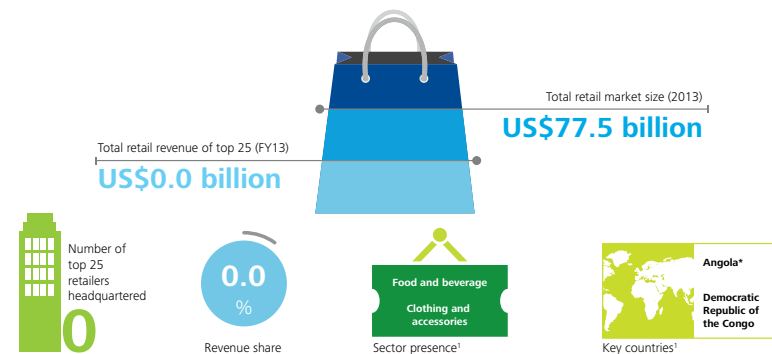 Total retail market size (2013)
US$77.5 billion
Total retail revenue of top 25 (FY13)
US$0.0 billion
Number of
top 25
retailers
headquartered
0
0.0
%
Revenue share
Food and beverage
Clothing and
accessories
Sector presence¹
Angola*
Democratic
Republic of
the Congo
Key countries¹